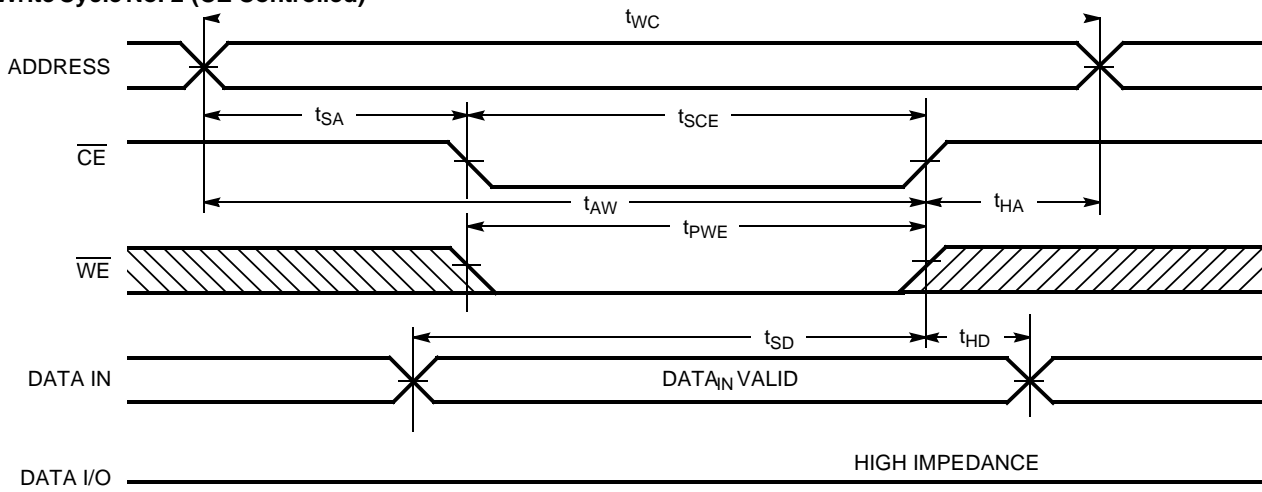 Write Cycle No. 2 (CE Controlled)
tWC
ADDRESS
tSA
tSCE
CE
tAW
tHA
tPWE
WE
tSD
tHD
DATA IN
DATAIN VALID
HIGH IMPEDANCE
DATA I/O